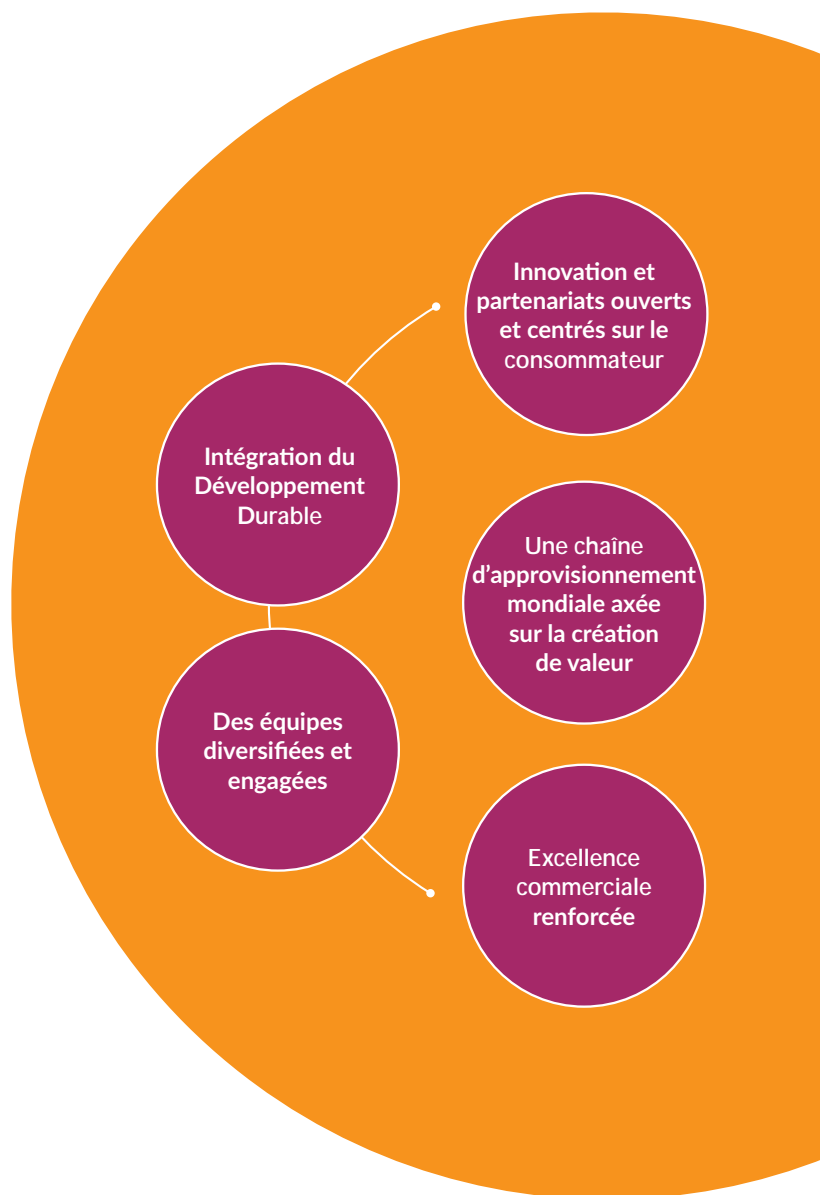 Innovation et
partenariats ouverts
et centrés sur le
consommateur
Intégration du
Développement
Durable
Une chaîne
d'approvisionnement
mondiale axée
sur la création
de valeur
Des équipes
diversifiées et
engagées
Excellence
commerciale
renforcée